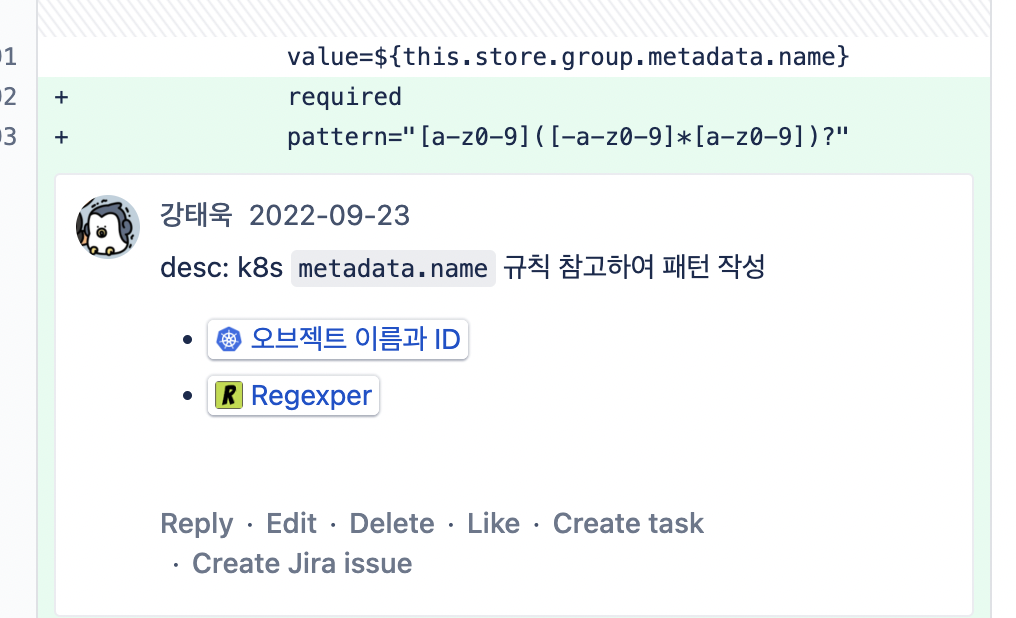 01 value=${this.store.group.metadata.name}
02 + required
03 + pattern="[a-z0-9]([-a-z0-9]*[a-z0-9])?"
강태욱 2022-09-23
desc: k8s metadata.name 규칙 참고하여 패턴 작성
• 오브젝트 이름과 ID
• R Regexper
Reply · Edit · Delete · Like · Create task
· Create Jira issue